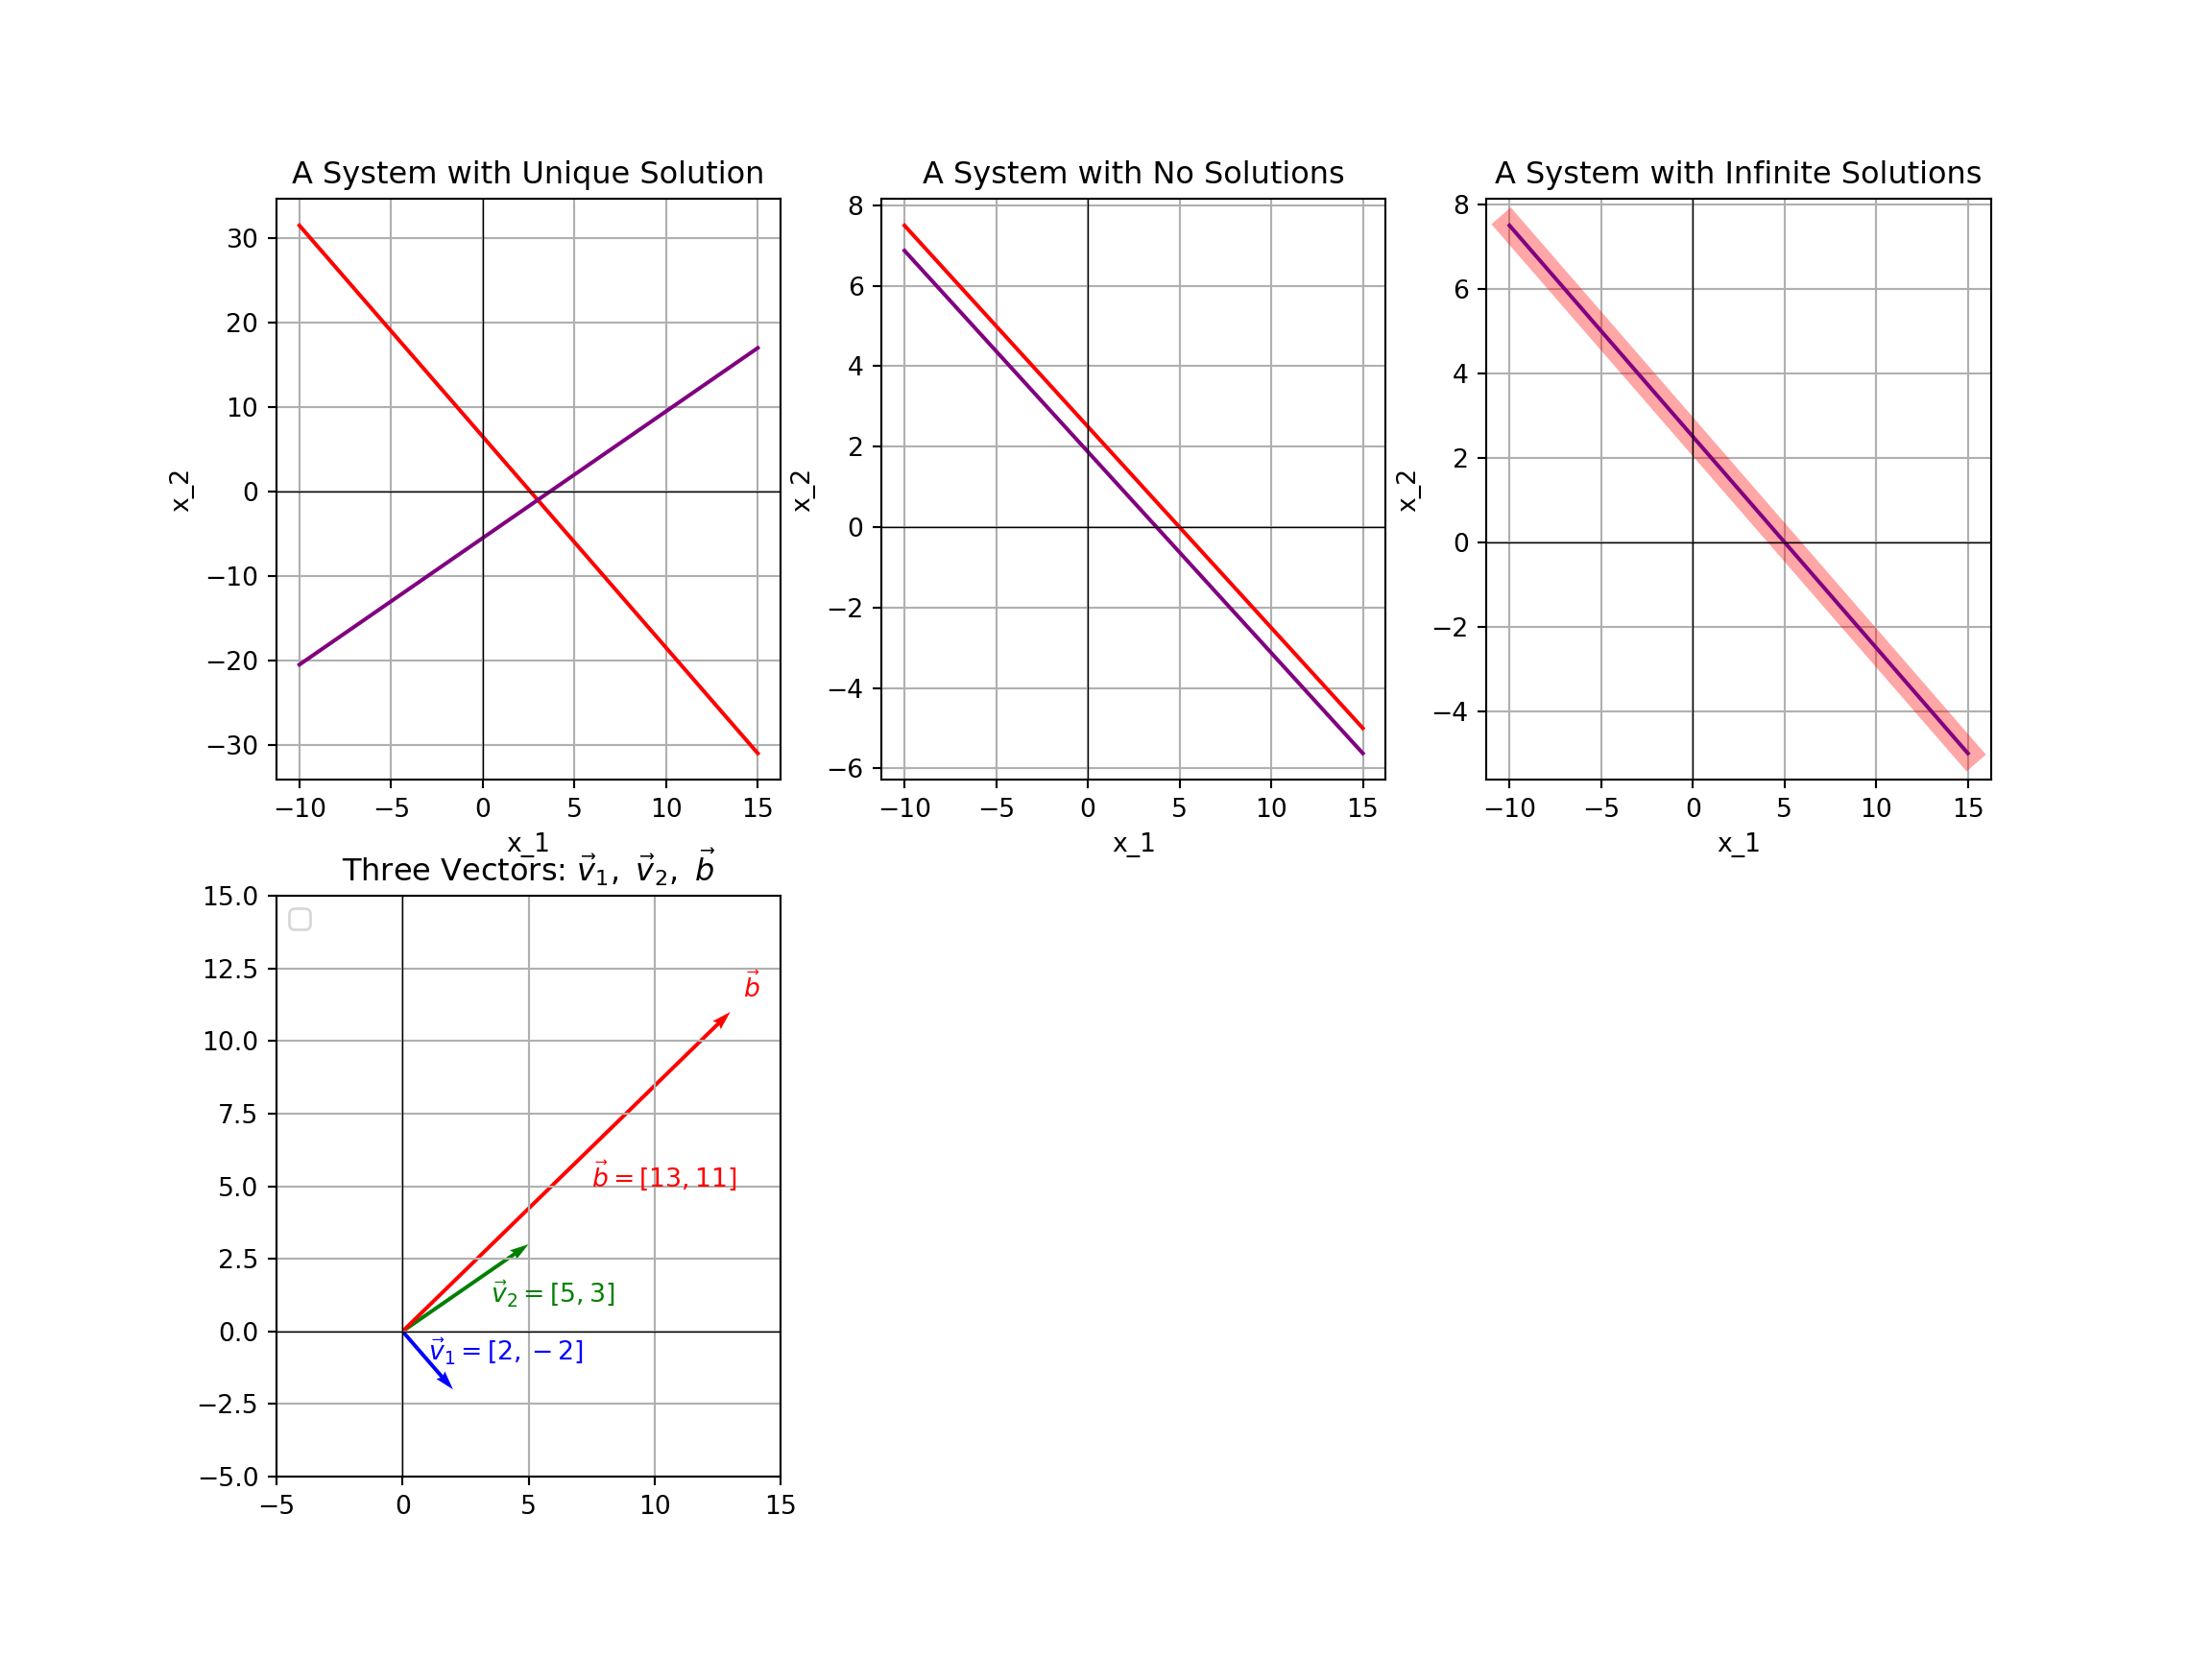 A System with Unique Solution
30
20
10
0
−10
−20
−30
x_2
−10 −5 0 5 10 15
x_1
A System with No Solutions
8
6
4
2
0
−2
−4
−6
x_2
−10 −5 0 5 10 15
x_1
A System with Infinite Solutions
8
6
4
2
0
−2
−4
x_2
−10 −5 0 5 10 15
x_1
Three Vectors: v⃗₁, v⃗₂, b⃗
15.0
12.5
10.0
7.5
5.0
2.5
0.0
−2.5
−5.0
b⃗
b⃗ = [13, 11]
v⃗₂ = [5, 3]
v⃗₁ = [2, −2]
−5 0 5 10 15